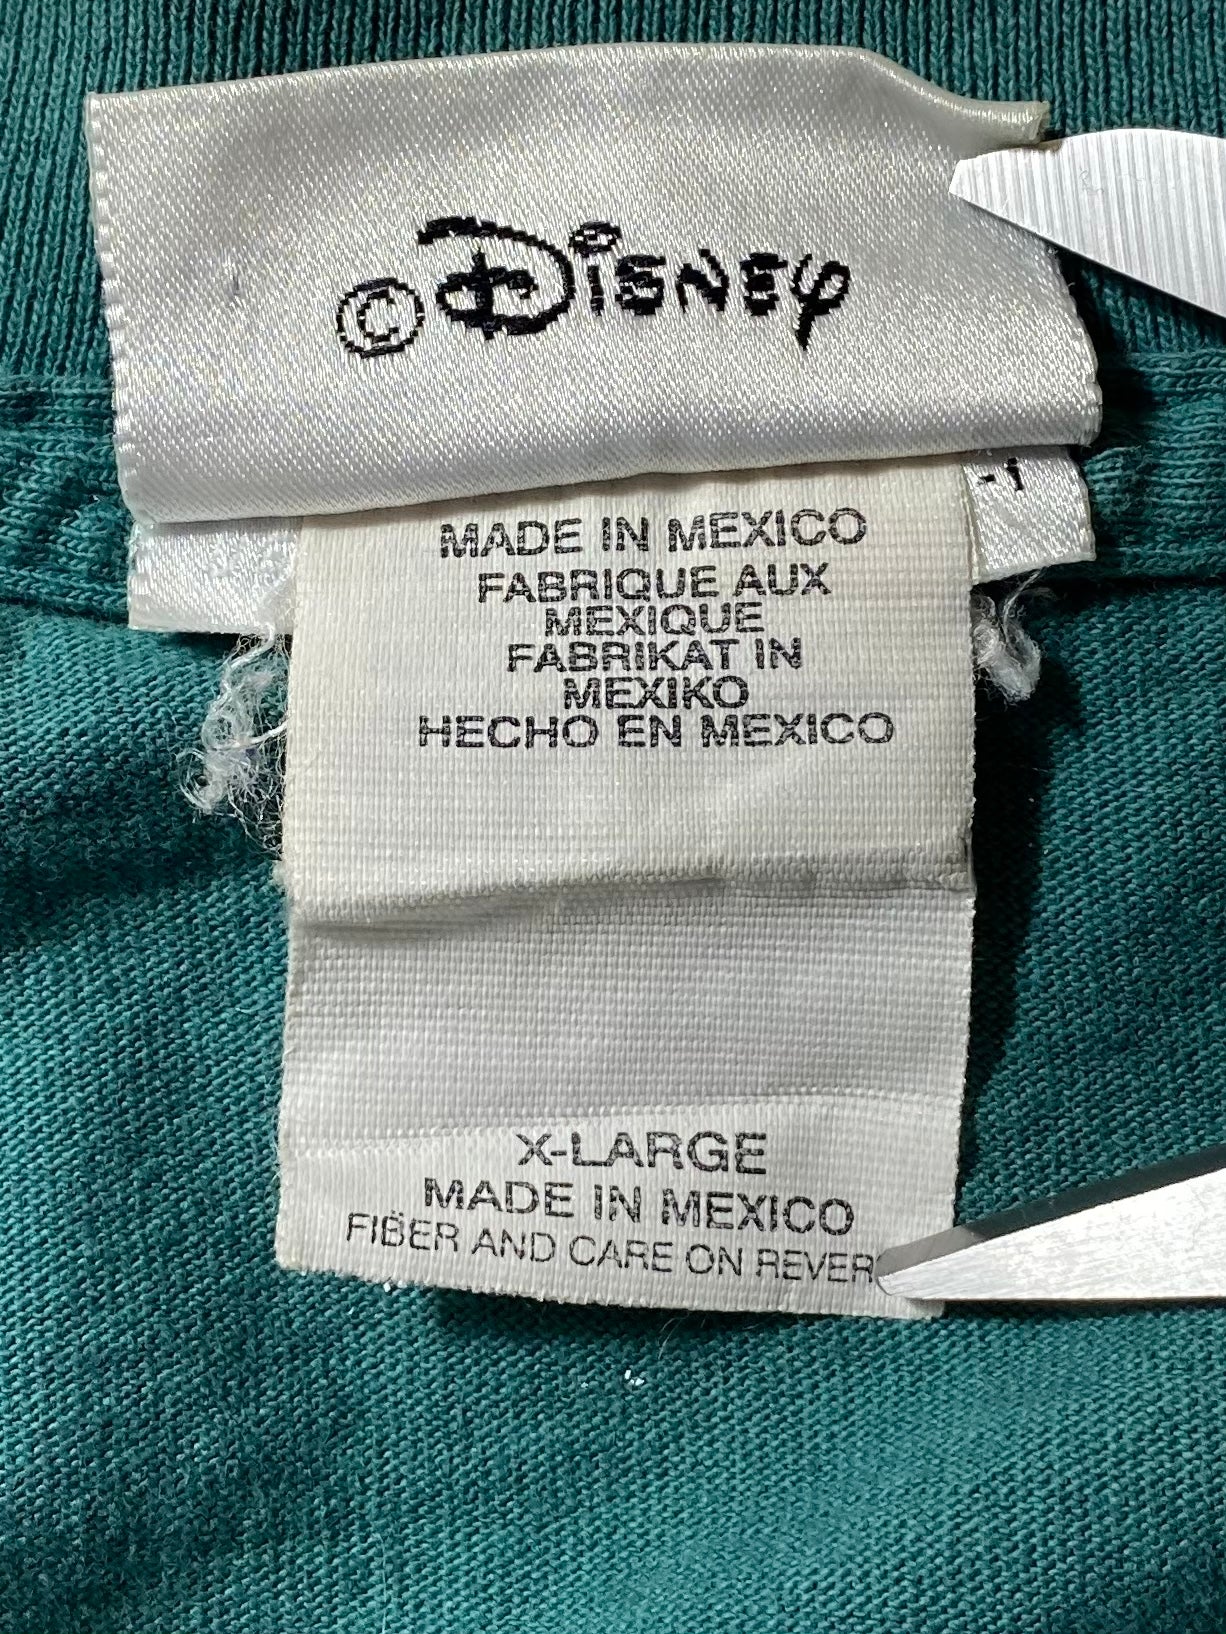 © Disney
-1
MADE IN MEXICO
FABRIQUE AUX
MEXIQUE
FABRIKAT IN
MEXIKO
HECHO EN MEXICO
X-LARGE
MADE IN MEXICO
FIBER AND CARE ON REVER